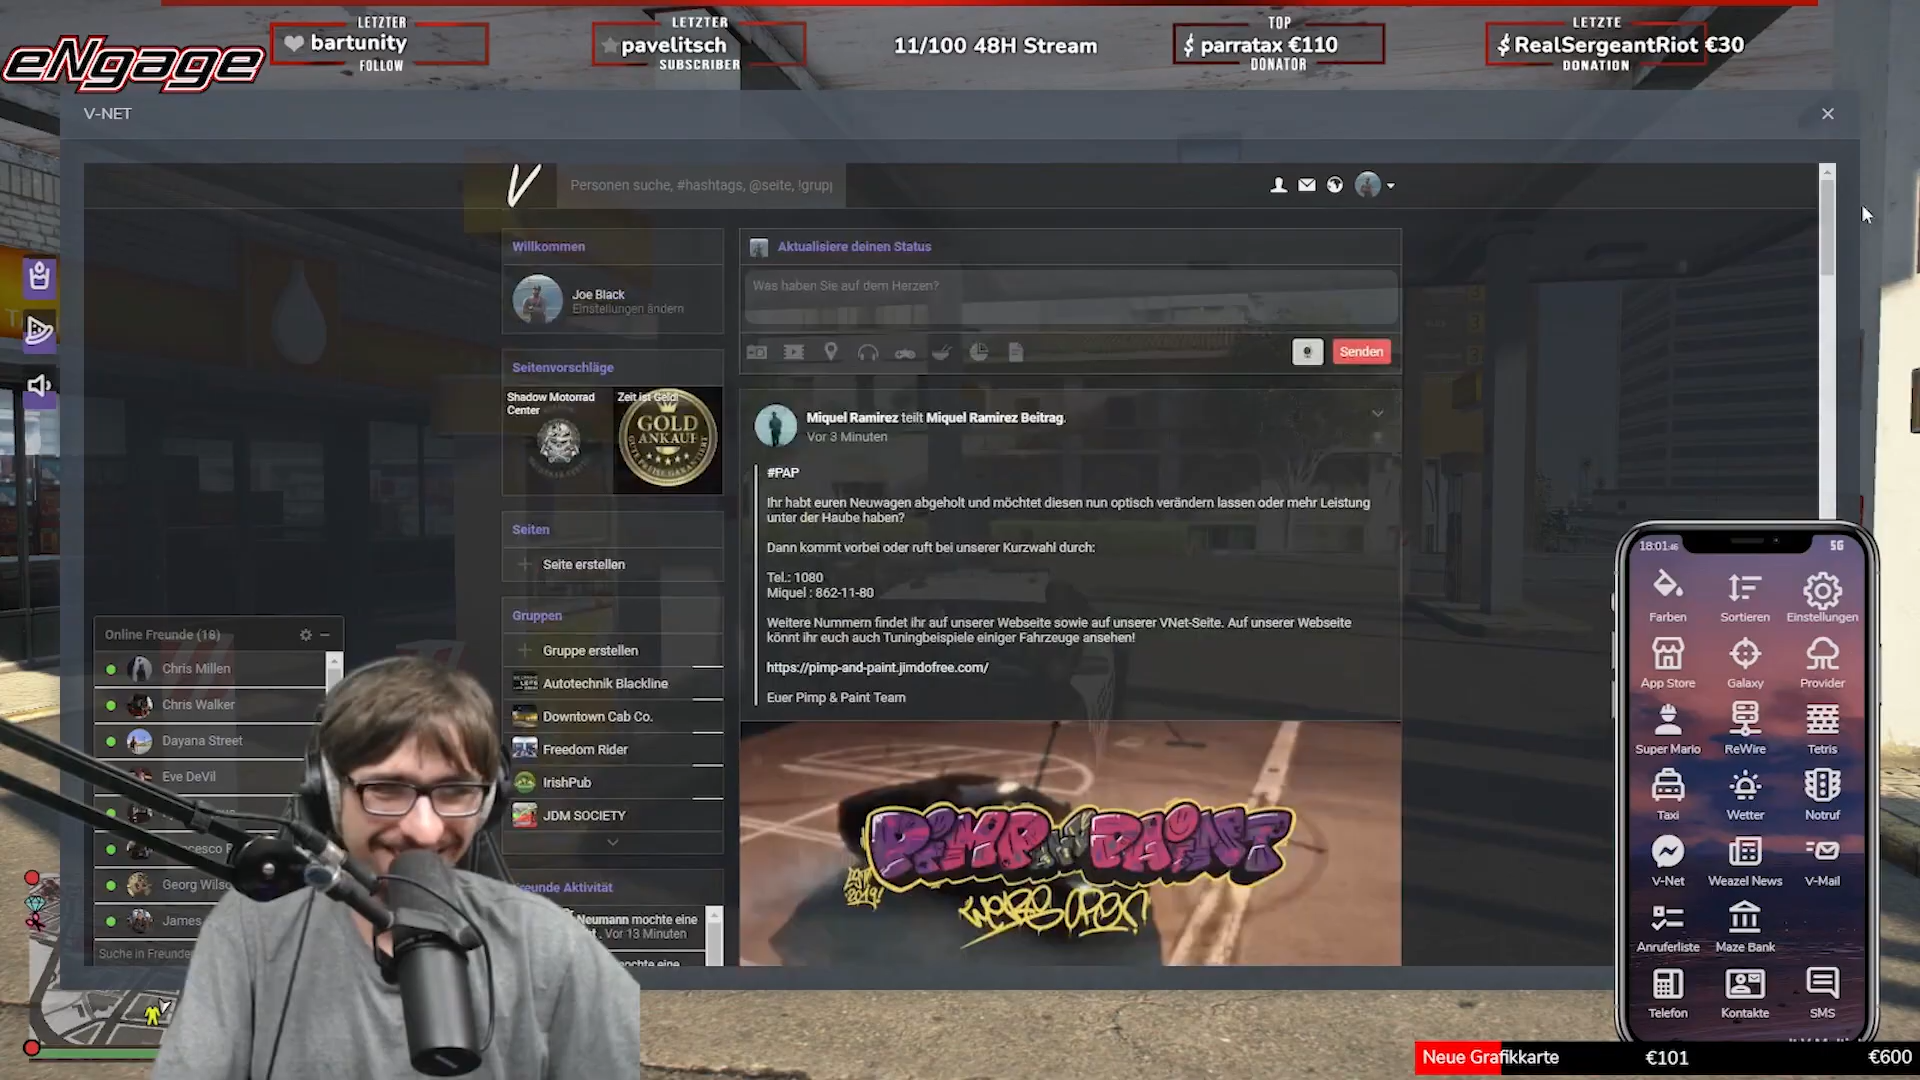 eNgage
LETZTER
bartunity
FOLLOW
LETZTER
pavelitsch
SUBSCRIBER
11/100 48H Stream
TOP
$ parratax €110
DONATOR
LETZTE
$ RealSergeantRiot €30
DONATION
V-NET
V
Personen suche, #hashtags, @seite, !grupp
Willkommen
Joe Black
Einstellungen ändern
Seitenvorschläge
Shadow Motorrad
Center
Zeit ist Geld!
GOLD
ANKAUF
Seiten
Seite erstellen
Gruppen
Gruppe erstellen
Autotechnik Blackline
Downtown Cab Co.
Freedom Rider
IrishPub
JDM SOCIETY
Freunde Aktivität
Neumann mochte eine
Vor 13 Minuten
Aktualisiere deinen Status
Was haben Sie auf dem Herzen?
Senden
Miquel Ramirez teilt Miquel Ramirez Beitrag.
Vor 3 Minuten
#PAP
Ihr habt euren Neuwagen abgeholt und möchtet diesen nun optisch verändern lassen oder mehr Leistung
unter der Haube haben?
Dann kommt vorbei oder ruft bei unserer Kurzwahl durch:
Tel.: 1080
Miquel : 862-11-80
Weitere Nummern findet ihr auf unserer Webseite sowie auf unserer VNet-Seite. Auf unserer Webseite
könnt ihr euch auch Tuningbeispiele einiger Fahrzeuge ansehen!
https://pimp-and-paint.jimdofree.com/
Euer Pimp & Paint Team
PIMP N PAINT
Online Freunde (18)
Chris Millen
Chris Walker
Dayana Street
Eve DeVil
Georg Wils
James
Suche in Freunde
18:01:46
5G
Farben
Sortieren
Einstellungen
App Store
Galaxy
Provider
Super Mario
ReWire
Tetris
Taxi
Wetter
Notruf
V-Net
Weazel News
V-Mail
Anruferliste
Maze Bank
Telefon
Kontakte
SMS
Neue Grafikkarte
€101
€600